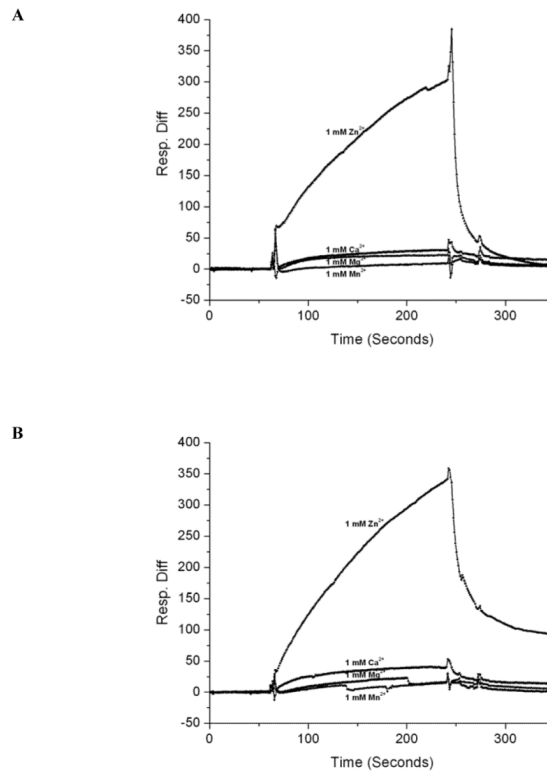 A
400
350
300
250
200
150
100
50
0
-50
Resp. Diff
1 mM Zn²⁺
1 mM Ca²⁺
1 mM Mg²⁺
1 mM Mn²⁺
0 100 200 300
Time (Seconds)
B
400
350
300
250
200
150
100
50
0
-50
Resp. Diff
1 mM Zn²⁺
1 mM Ca²⁺
1 mM Mg²⁺
1 mM Mn²⁺
0 100 200 300
Time (Seconds)